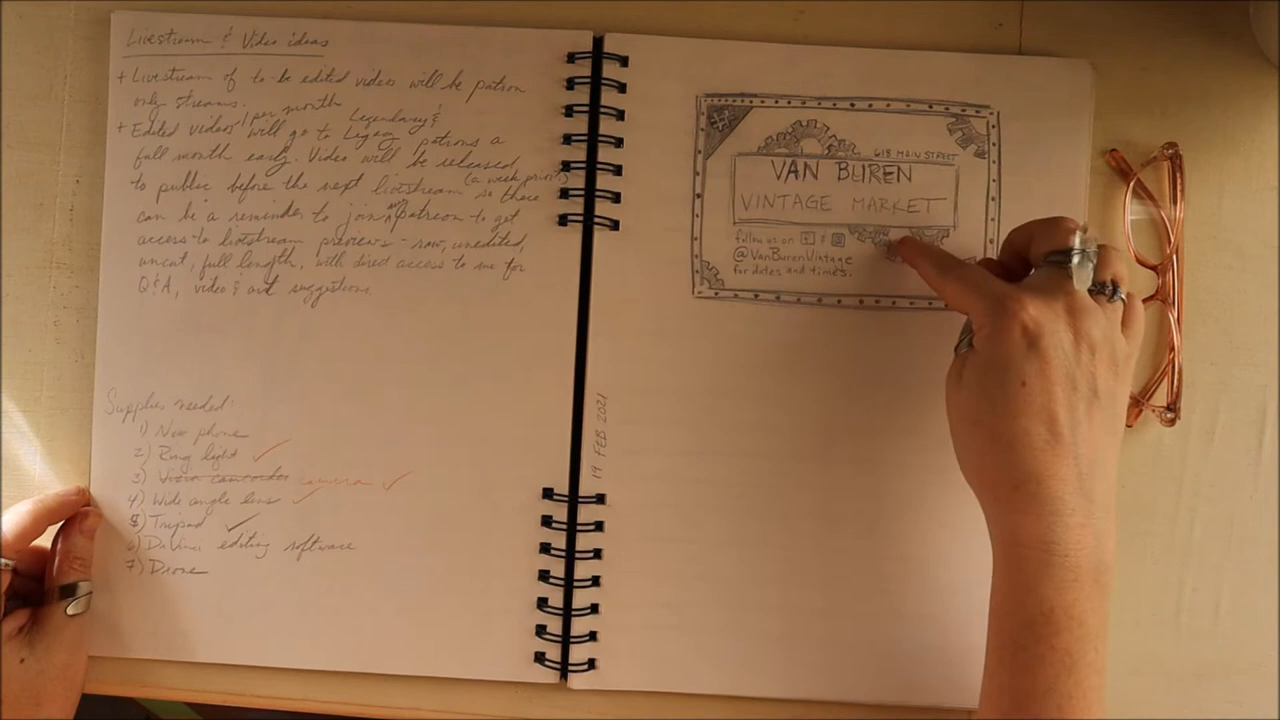 Livestream & Video ideas
+ Livestream of to-be edited videos will be patron
only streams.
1 per month
Legendary &
+ Edited videos will go to Legacy patrons a
full month early. Video will be released
(a week prior)
to public before the next livestream so there
can be a reminder to join my patreon to get
access to livestream previews - raw, unedited,
uncut, full length, with direct access to me for
Q&A, video & art suggestions.
Supplies needed:
1) New phone
2) Ring light ✓
3) Video camcorder camera ✓
4) Wide angle lens ✓
5) Tripod ✓
6) DaVinci editing software
7) Drone
19 FEB 2021
618 MAIN STREET
VAN BUREN
VINTAGE MARKET
follow us on f &
@VanBurenVintage
for dates and times.